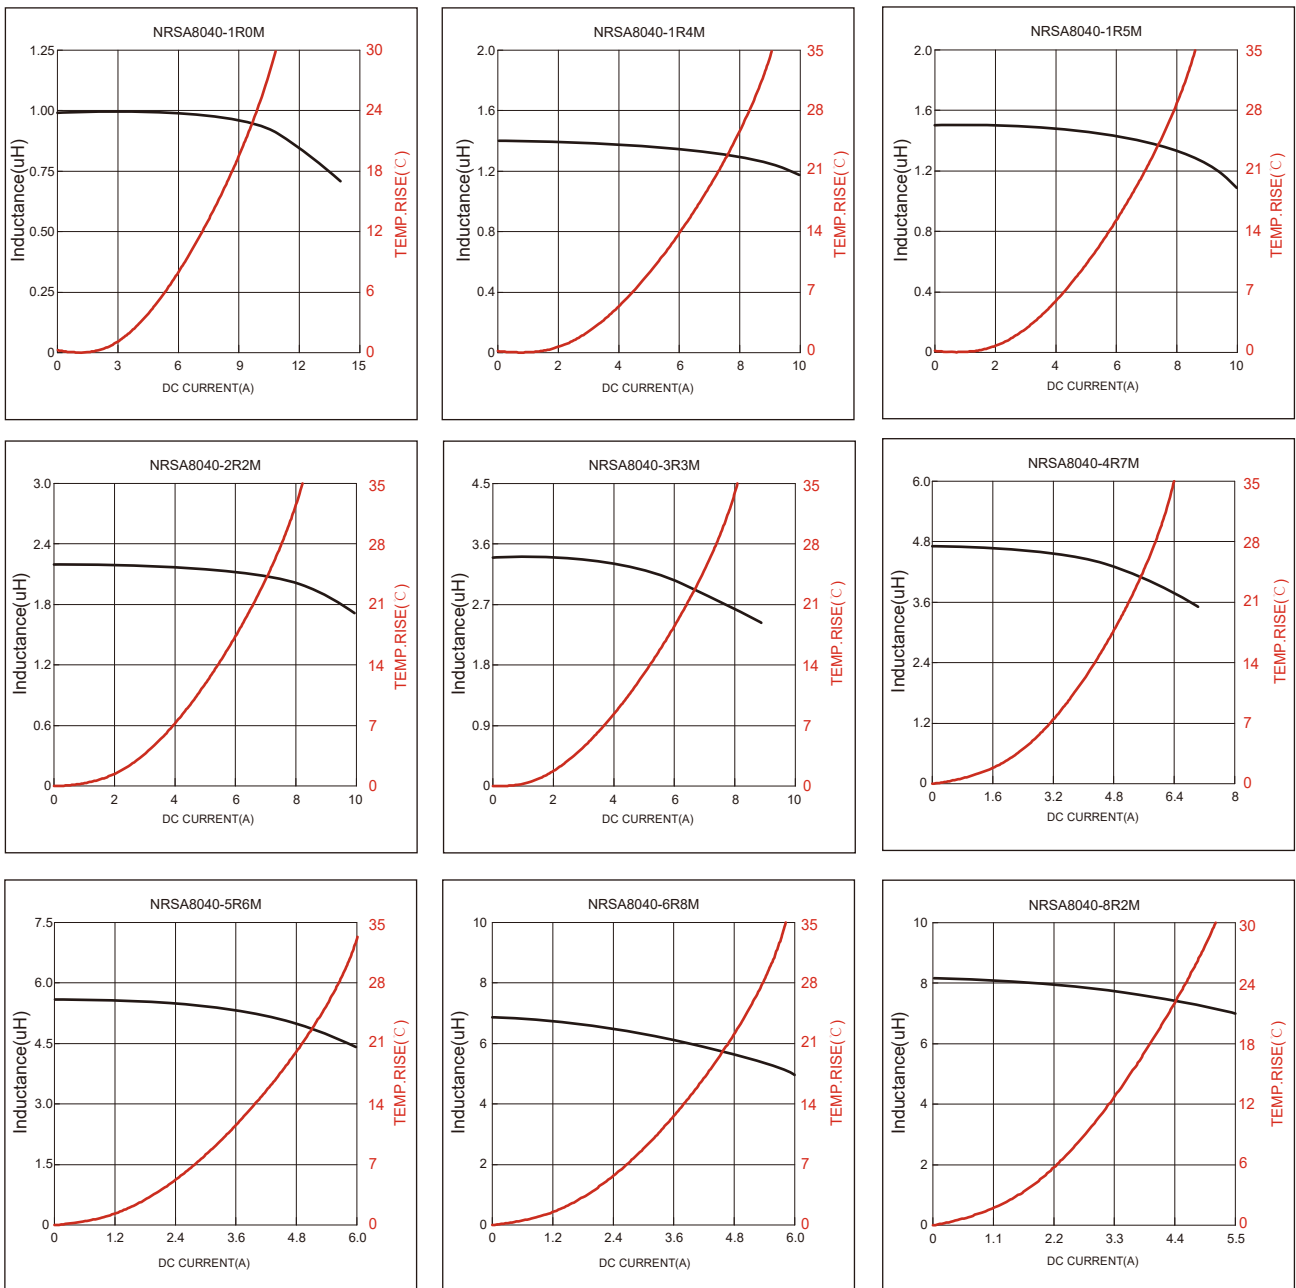 NRSA8040-1R0M
1.25
1.00
0.75
0.50
0.25
0
Inductance(uH)
30
24
18
12
6
0
TEMP.RISE(℃)
0 3 6 9 12 15
DC CURRENT(A)
NRSA8040-1R4M
2.0
1.6
1.2
0.8
0.4
0
Inductance(uH)
35
28
21
14
7
0
TEMP.RISE(℃)
0 2 4 6 8 10
DC CURRENT(A)
NRSA8040-1R5M
2.0
1.6
1.2
0.8
0.4
0
Inductance(uH)
35
28
21
14
7
0
TEMP.RISE(℃)
0 2 4 6 8 10
DC CURRENT(A)
NRSA8040-2R2M
3.0
2.4
1.8
1.2
0.6
0
Inductance(uH)
35
28
21
14
7
0
TEMP.RISE(℃)
0 2 4 6 8 10
DC CURRENT(A)
NRSA8040-3R3M
4.5
3.6
2.7
1.8
0.9
0
Inductance(uH)
35
28
21
14
7
0
TEMP.RISE(℃)
0 2 4 6 8 10
DC CURRENT(A)
NRSA8040-4R7M
6.0
4.8
3.6
2.4
1.2
0
Inductance(uH)
35
28
21
14
7
0
TEMP.RISE(℃)
0 1.6 3.2 4.8 6.4 8
DC CURRENT(A)
NRSA8040-5R6M
7.5
6.0
4.5
3.0
1.5
0
Inductance(uH)
35
28
21
14
7
0
TEMP.RISE(℃)
0 1.2 2.4 3.6 4.8 6.0
DC CURRENT(A)
NRSA8040-6R8M
10
8
6
4
2
0
Inductance(uH)
35
28
21
14
7
0
TEMP.RISE(℃)
0 1.2 2.4 3.6 4.8 6.0
DC CURRENT(A)
NRSA8040-8R2M
10
8
6
4
2
0
Inductance(uH)
30
24
18
12
6
0
TEMP.RISE(℃)
0 1.1 2.2 3.3 4.4 5.5
DC CURRENT(A)